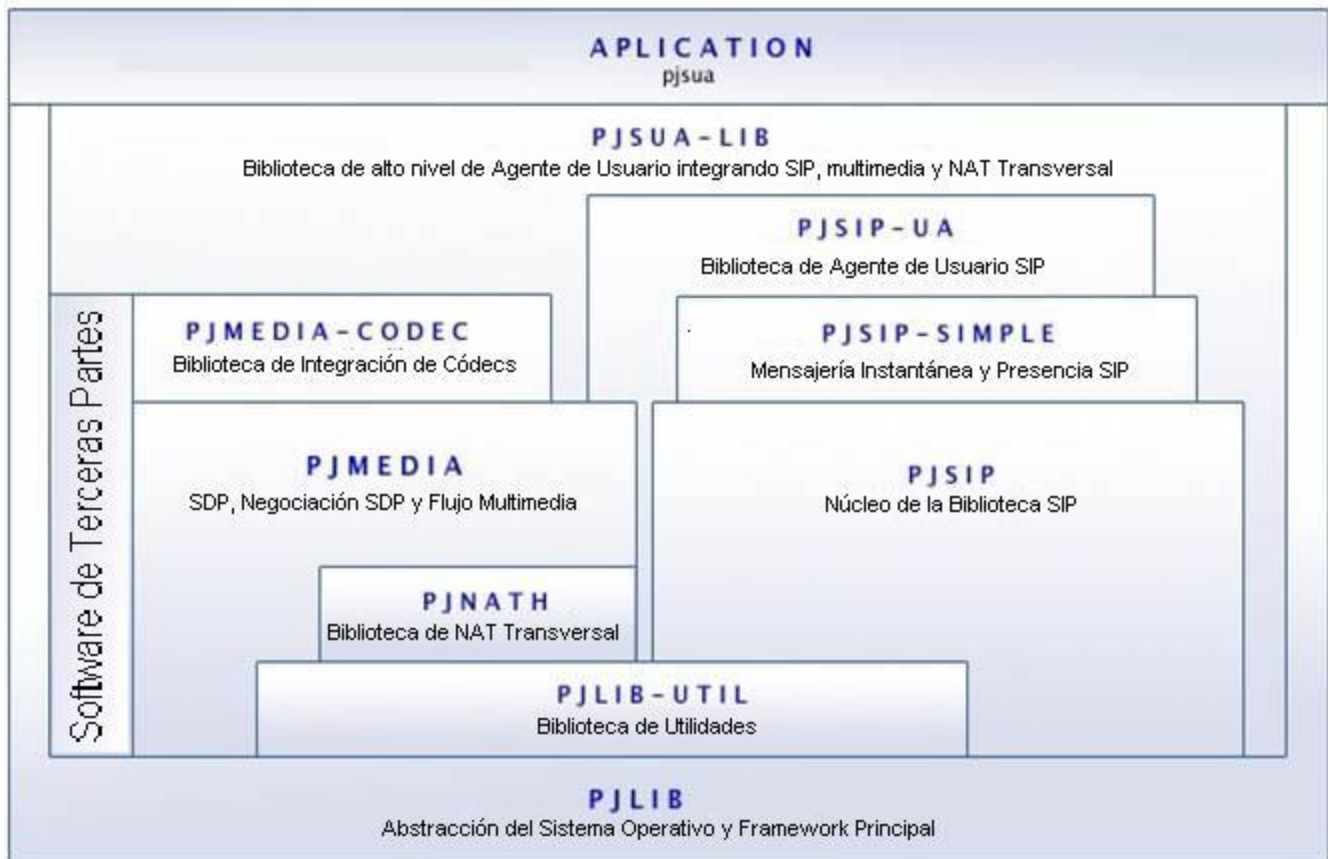 APLICATION
pjsua
PJSUA-LIB
Biblioteca de alto nivel de Agente de Usuario integrando SIP, multimedia y NAT Transversal
PJSIP-UA
Biblioteca de Agente de Usuario SIP
PJMEDIA-CODEC
Biblioteca de Integración de Códecs
PJSIP-SIMPLE
Mensajería Instantánea y Presencia SIP
Software de Terceras Partes
PJMEDIA
SDP, Negociación SDP y Flujo Multimedia
PJSIP
Núcleo de la Biblioteca SIP
PJNATH
Biblioteca de NAT Transversal
PJLIB-UTIL
Biblioteca de Utilidades
PJLIB
Abstracción del Sistema Operativo y Framework Principal